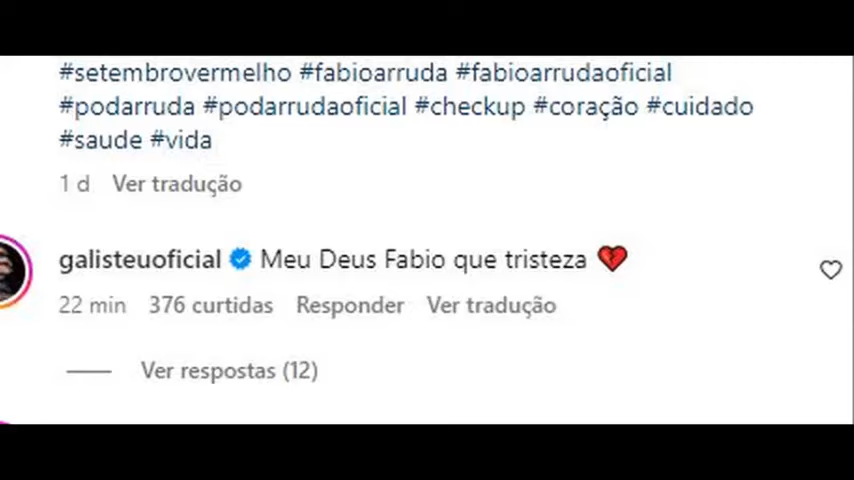 #setembrovermelho #fabioarruda #fabioarrudaoficial
#podarruda #podarrudaoficial #checkup #coração #cuidado
#saude #vida
1 d Ver tradução
galisteuoficial Meu Deus Fabio que tristeza 💔
22 min 376 curtidas Responder Ver tradução
Ver respostas (12)